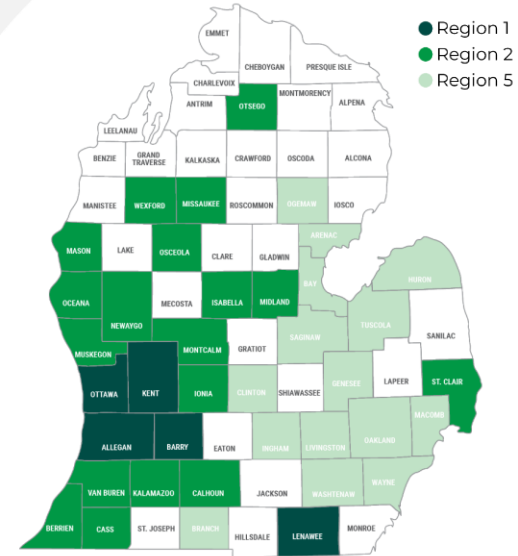 Region 1
Region 2
Region 5
EMMET
CHEBOYGAN
PRESQUE ISLE
CHARLEVOIX
ANTRIM
OTSEGO
MONTMORENCY
ALPENA
LEELANAU
BENZIE
GRAND
TRAVERSE
KALKASKA
CRAWFORD
OSCODA
ALCONA
MANISTEE
WEXFORD
MISSAUKEE
ROSCOMMON
OGEMAW
IOSCO
ARENAC
MASON
LAKE
OSCEOLA
CLARE
GLADWIN
HURON
BAY
OCEANA
NEWAYGO
MECOSTA
ISABELLA
MIDLAND
TUSCOLA
SANILAC
MUSKEGON
MONTCALM
GRATIOT
SAGINAW
OTTAWA
KENT
IONIA
CLINTON
SHIAWASSEE
GENESEE
LAPEER
ST. CLAIR
MACOMB
ALLEGAN
BARRY
EATON
INGHAM
LIVINGSTON
OAKLAND
VAN BUREN
KALAMAZOO
CALHOUN
JACKSON
WASHTENAW
WAYNE
BERRIEN
CASS
ST. JOSEPH
BRANCH
HILLSDALE
LENAWEE
MONROE